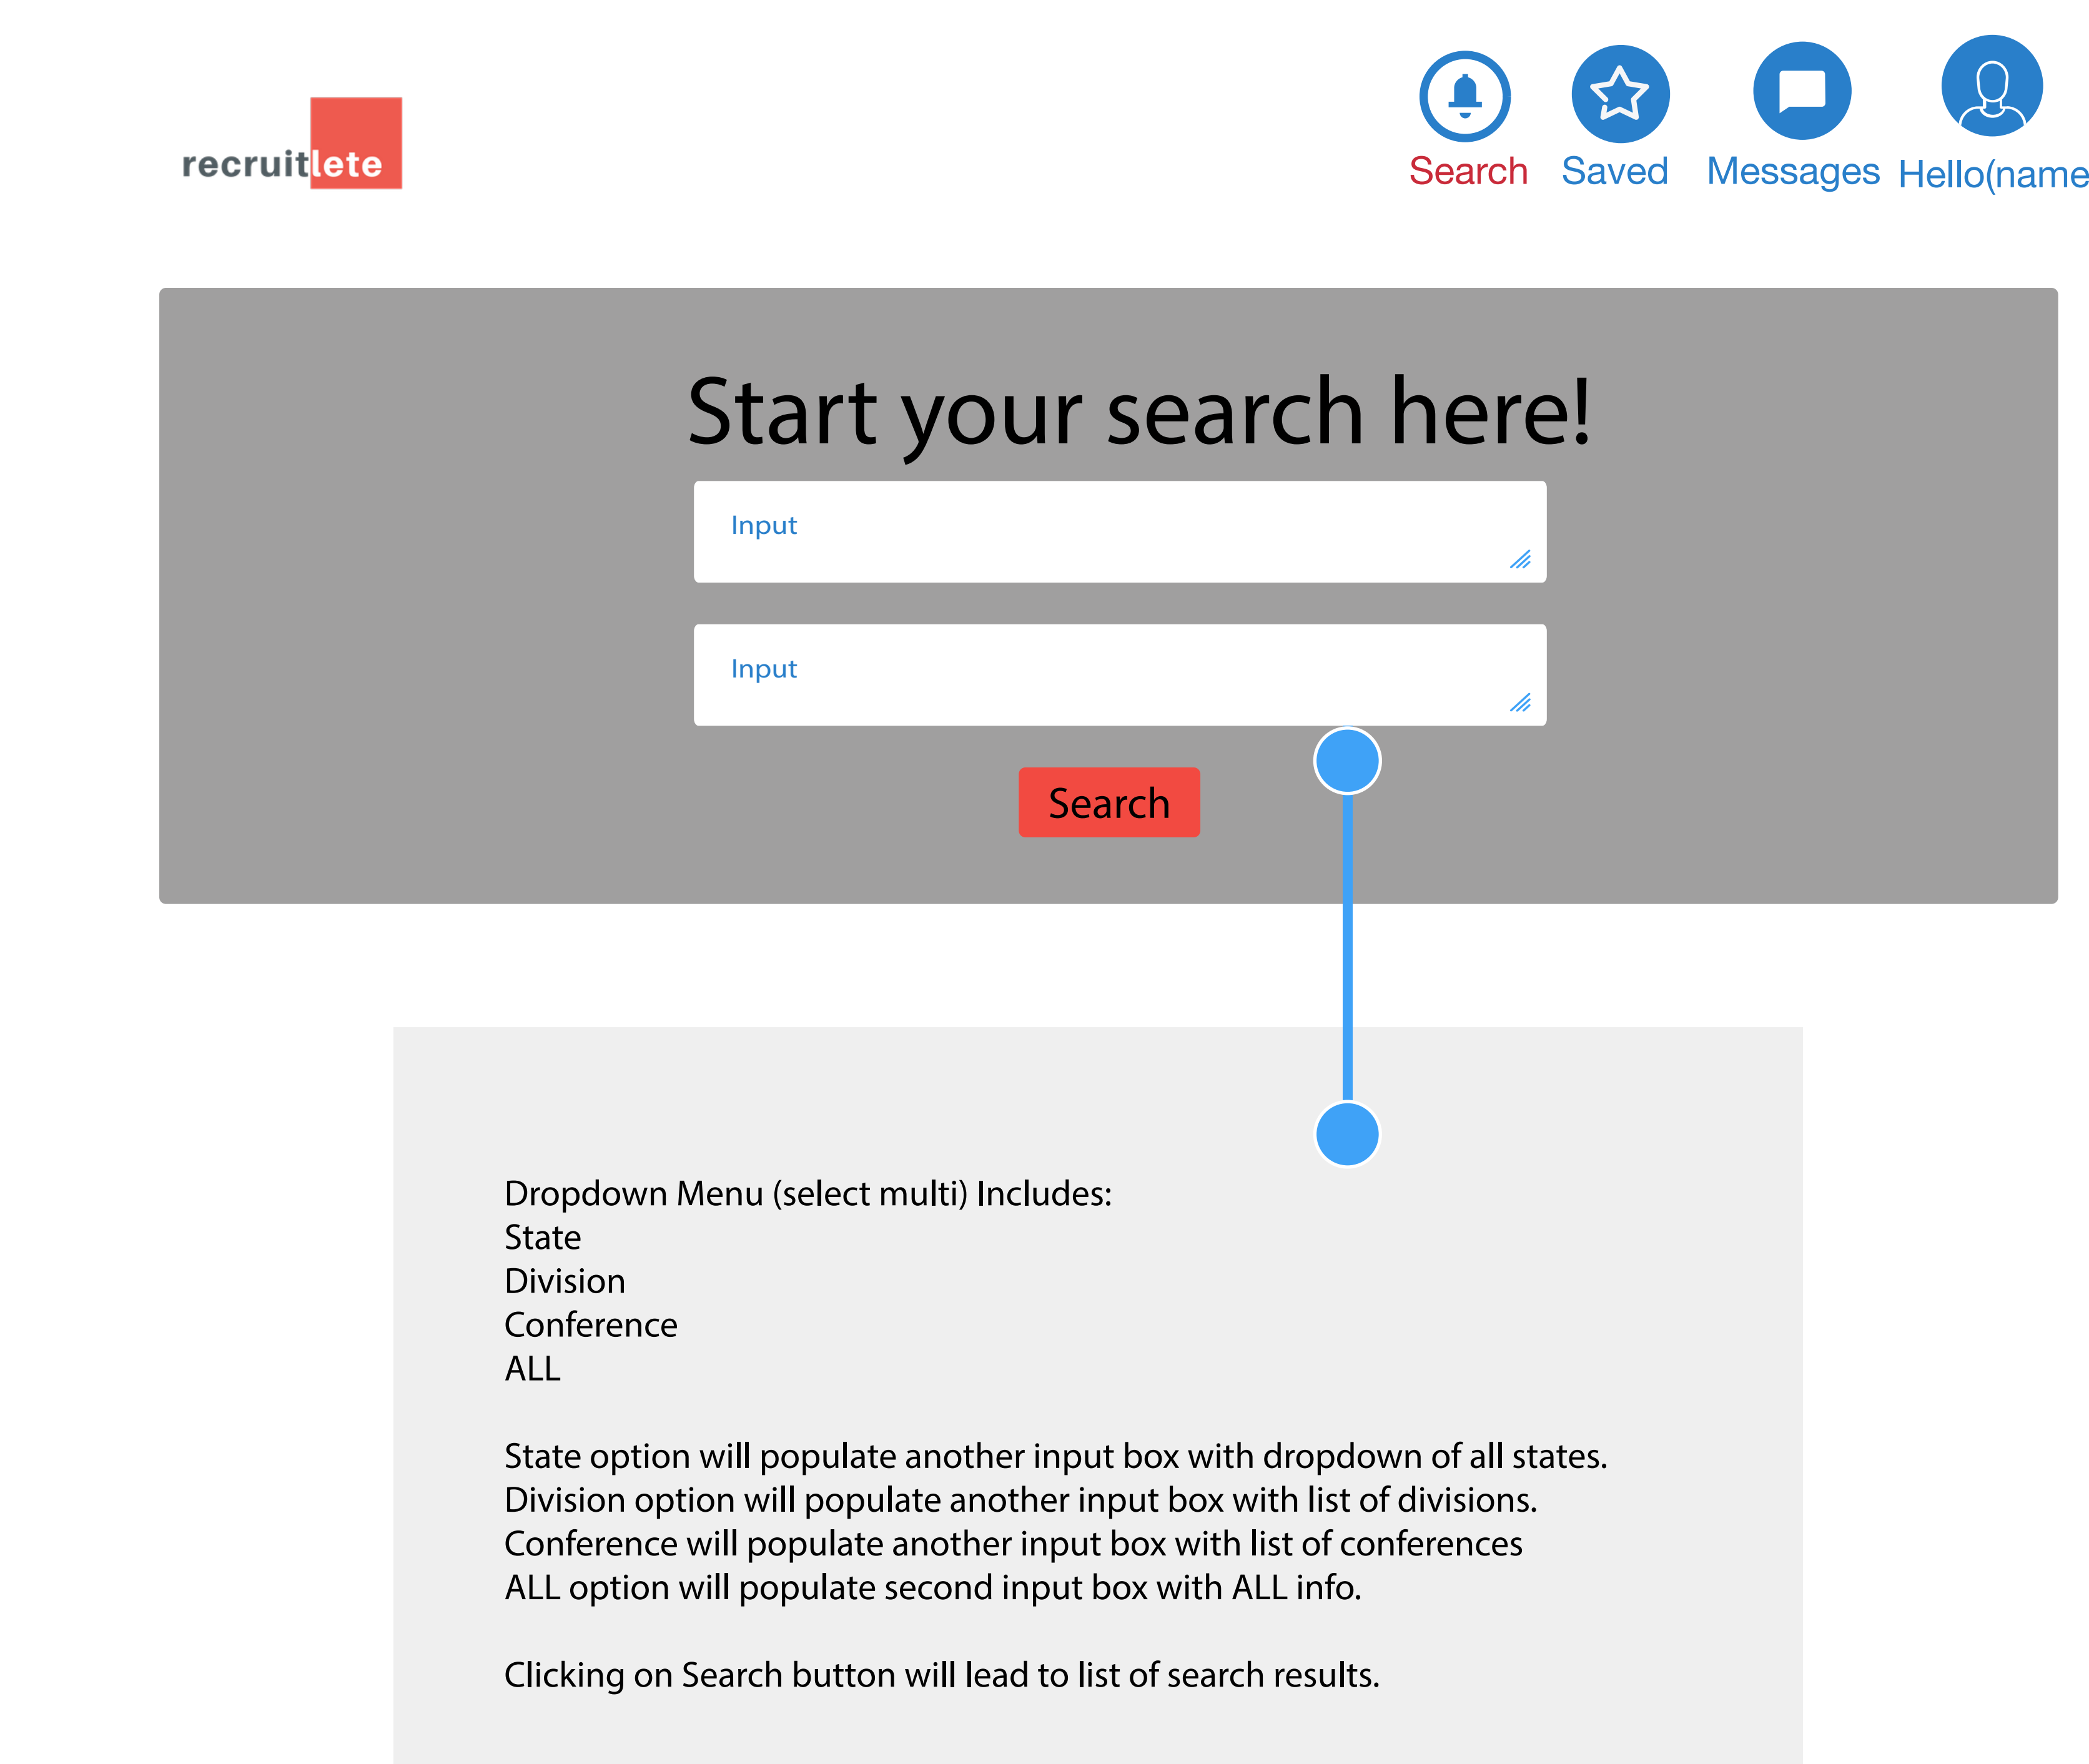 recruitlete
Search Saved Messages Hello(name
Start your search here!
Input
Input
Search
Dropdown Menu (select multi) Includes:
State
Division
Conference
ALL
State option will populate another input box with dropdown of all states.
Division option will populate another input box with list of divisions.
Conference will populate another input box with list of conferences
ALL option will populate second input box with ALL info.
Clicking on Search button will lead to list of search results.